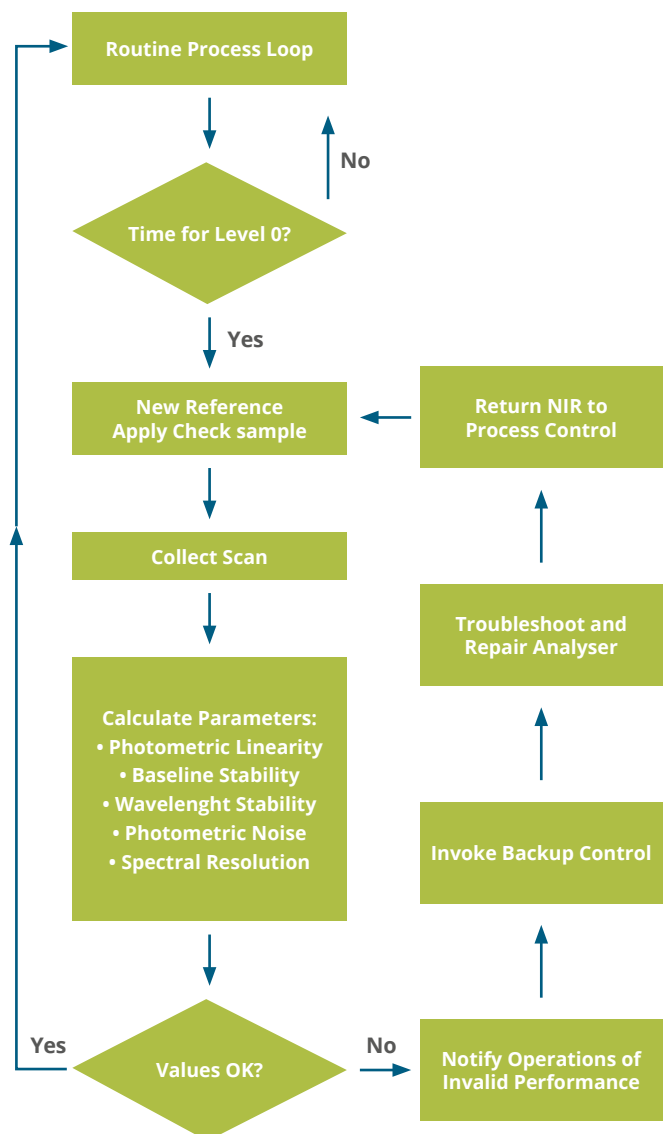 Routine Process Loop
No
Time for Level 0?
Yes
New Reference
Apply Check sample
Return NIR to
Process Control
Collect Scan
Troubleshoot and
Repair Analyser
Calculate Parameters:
• Photometric Linearity
• Baseline Stability
• Wavelenght Stability
• Photometric Noise
• Spectral Resolution
Invoke Backup Control
Yes
Values OK?
No
Notify Operations of
Invalid Performance